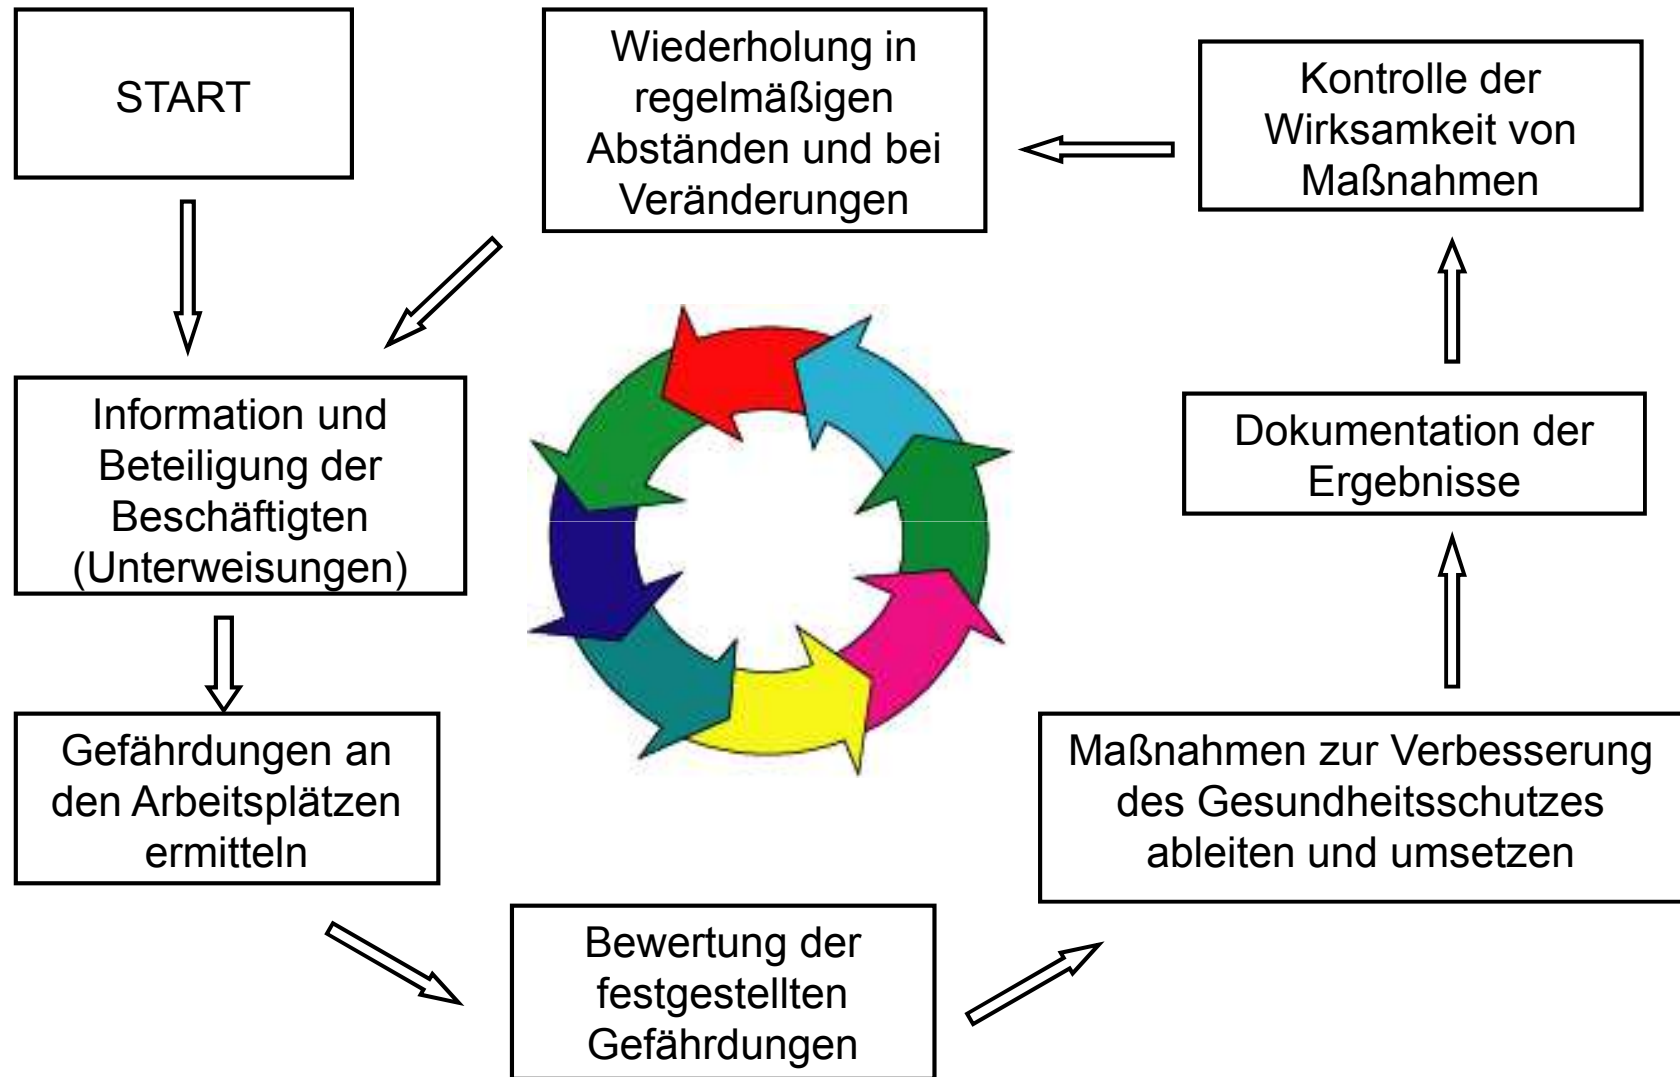 START
Wiederholung in
regelmäßigen
Abständen und bei
Veränderungen
Kontrolle der
Wirksamkeit von
Maßnahmen
Information und
Beteiligung der
Beschäftigten
(Unterweisungen)
Dokumentation der
Ergebnisse
Gefährdungen an
den Arbeitsplätzen
ermitteln
Maßnahmen zur Verbesserung
des Gesundheitsschutzes
ableiten und umsetzen
Bewertung der
festgestellten
Gefährdungen